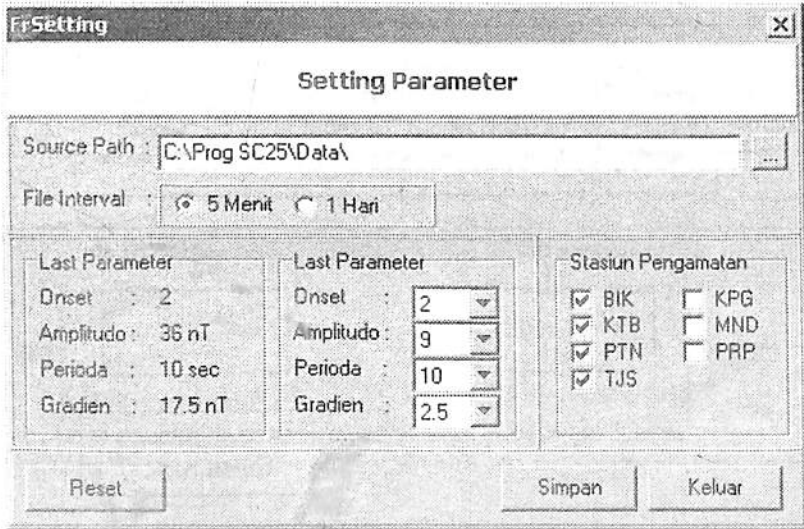 FrSetting
Setting Parameter
Source Path : C:\Prog SC25\Data\ ...
File Interval : 5 Menit 1 Hari
Last Parameter
Onset : 2
Amplitudo : 36 nT
Perioda : 10 sec
Gradien : 17.5 nT
Last Parameter
Onset : 2
Amplitudo : 9
Perioda : 10
Gradien : 2.5
Stasiun Pengamatan
BIK KPG
KTB MND
PTN PRP
TJS
Reset Simpan Keluar